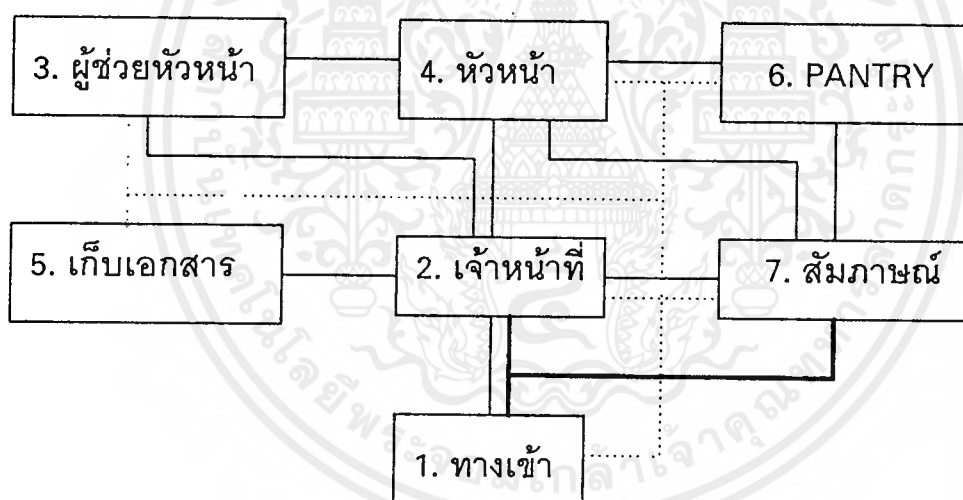 3. ผู้ช่วยหัวหน้า
4. หัวหน้า
6. PANTRY
5. เก็บเอกสาร
2. เจ้าหน้าที่
7. สัมภาษณ์
1. ทางเข้า